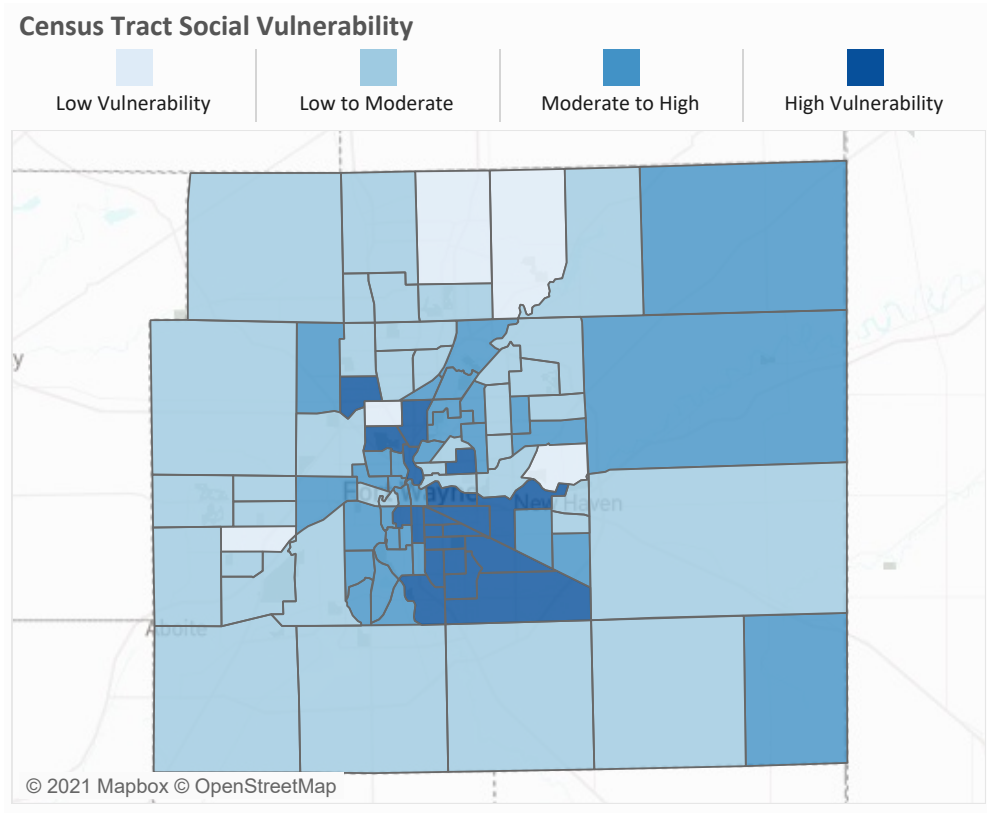 Census Tract Social Vulnerability
Low Vulnerability
Low to Moderate
Moderate to High
High Vulnerability
y
Fort Wayne
New Haven
Aboite
© 2021 Mapbox © OpenStreetMap